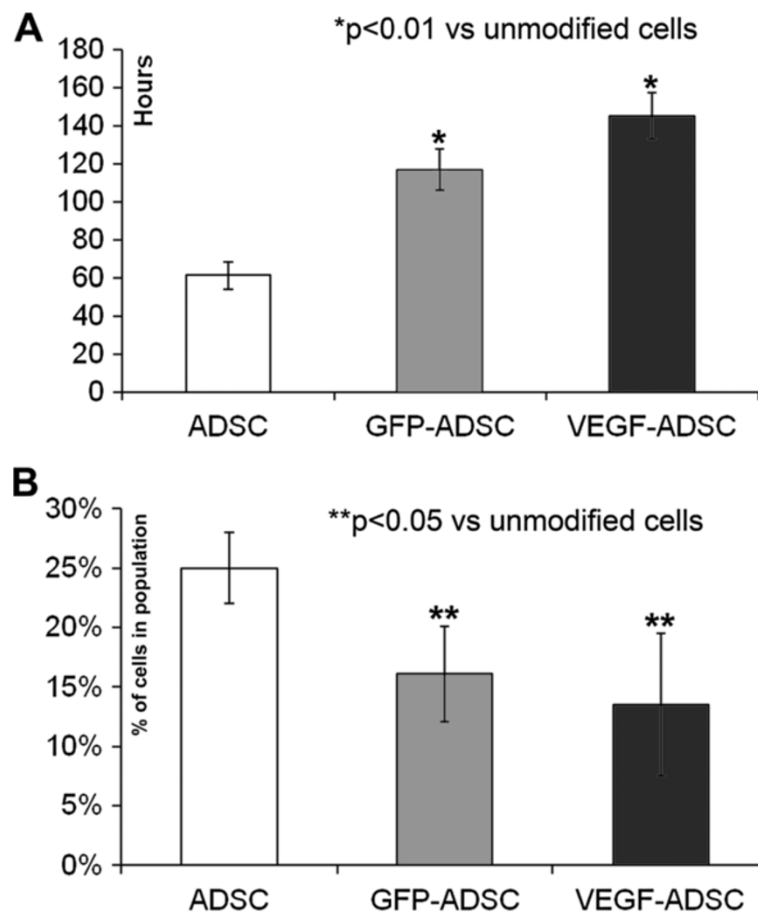 A
*p<0.01 vs unmodified cells
Hours
180
160
140
120
100
80
60
40
20
0
*
*
ADSC
GFP-ADSC
VEGF-ADSC
B
**p<0.05 vs unmodified cells
% of cells in population
30%
25%
20%
15%
10%
5%
0%
**
**
ADSC
GFP-ADSC
VEGF-ADSC